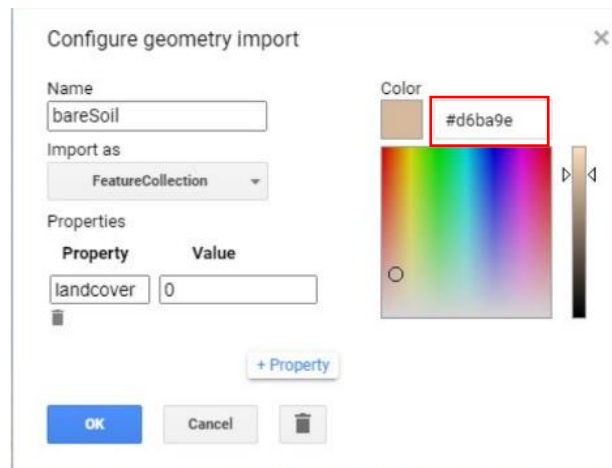 Configure geometry import
Name
bareSoil
Import as
FeatureCollection
Properties
Property Value
landcover 0
+ Property
OK Cancel
Color
#d6ba9e